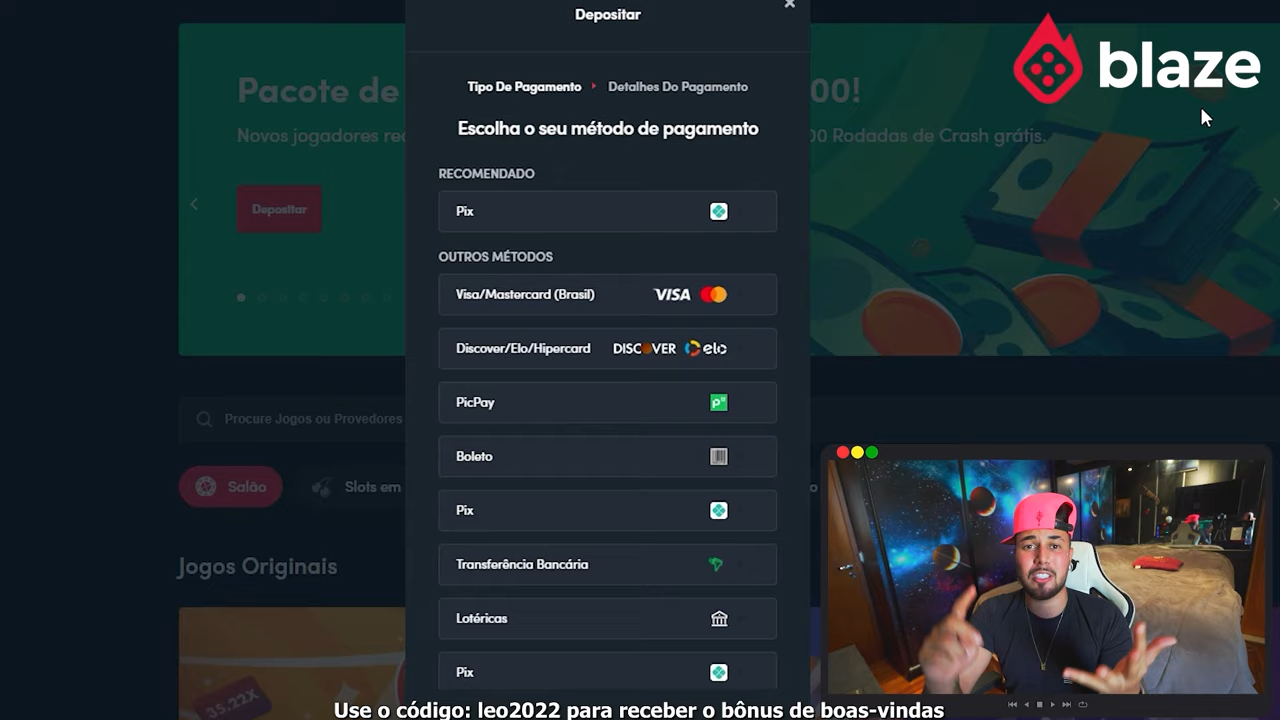 Depositar
blaze
Tipo De Pagamento
Detalhes Do Pagamento
Pacote de
00!
Escolha o seu método de pagamento
Novos jogadores
00 Rodadas de Crash grátis.
RECOMENDADO
Pix
Depositar
OUTROS MÉTODOS
Visa/Mastercard (Brasil)
VISA
Discover/Elo/Hipercard
DISCOVER
elo
PicPay
Procure Jogos ou Provedores
Boleto
Salão
Slots em
Pix
Jogos Originais
Transferência Bancária
Lotéricas
Pix
35.22X
Use o código: leo2022 para receber o bônus de boas-vindas